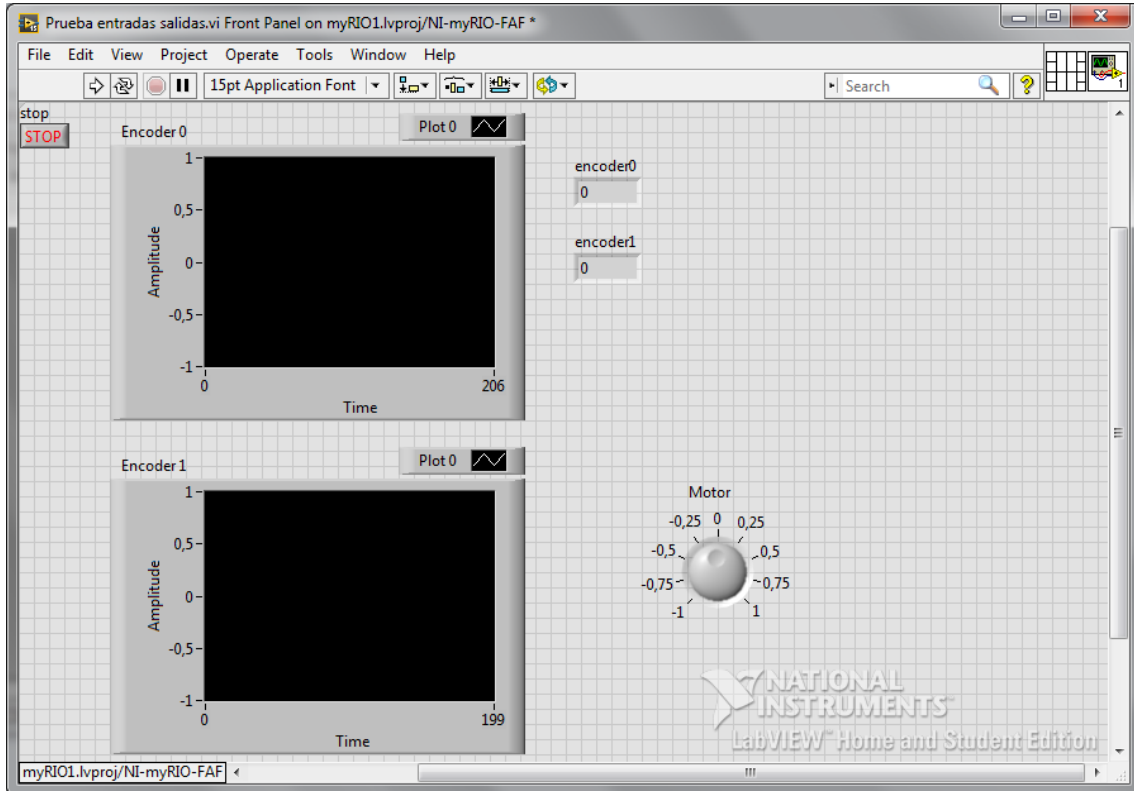 Prueba entradas salidas.vi Front Panel on myRIO1.lvproj/NI-myRIO-FAF *
File Edit View Project Operate Tools Window Help
15pt Application Font
Search
?
1
stop
STOP
Encoder 0
Plot 0
1
0,5
0
-0,5
-1
Amplitude
0
206
Time
encoder0
0
encoder1
0
Encoder 1
Plot 0
1
0,5
0
-0,5
-1
Amplitude
0
199
Time
Motor
-0,25 0 0,25
-0,5 0,5
-0,75 0,75
-1 1
NATIONAL
INSTRUMENTS™
LabVIEW™ Home and Student Edition
myRIO1.lvproj/NI-myRIO-FAF